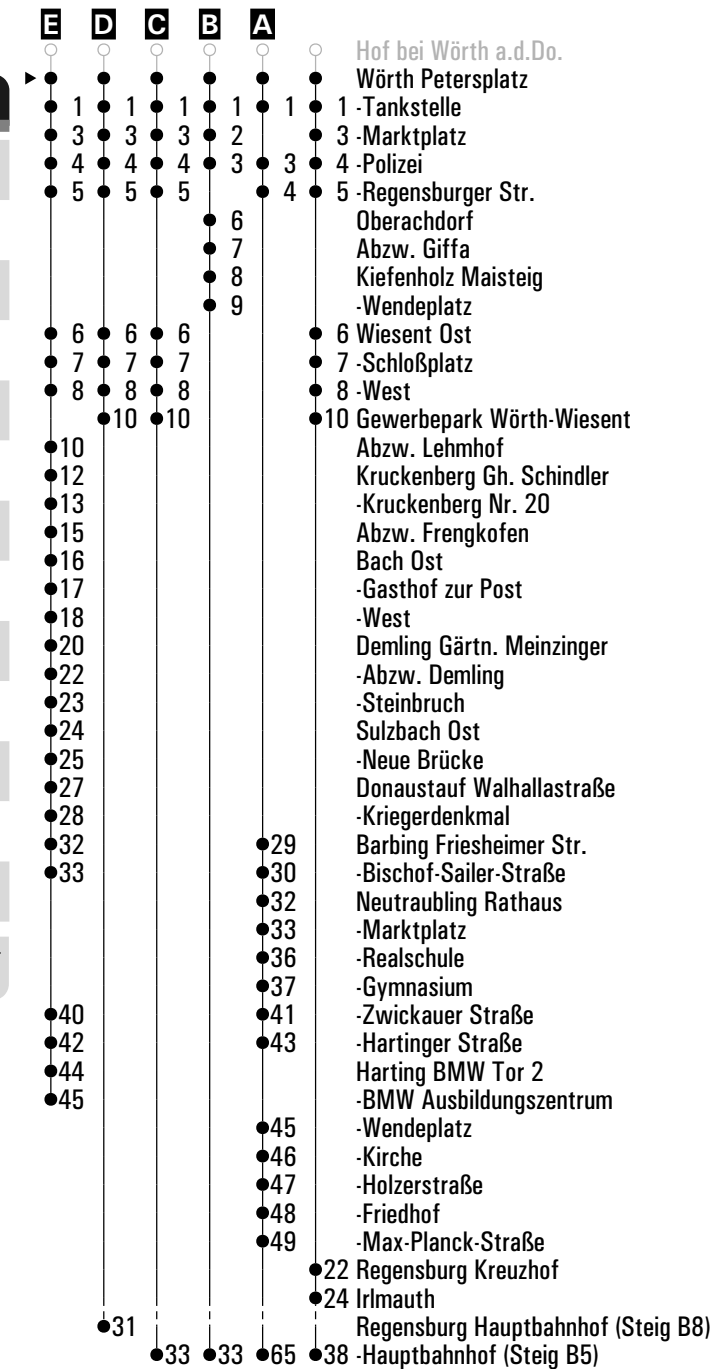 E D C B A
Hof bei Wörth a.d.Do.
Wörth Petersplatz
1 1 1 1 1 1 -Tankstelle
3 3 3 2 3 -Marktplatz
4 4 4 3 3 4 -Polizei
5 5 5 4 5 -Regensburger Str.
6 Oberachdorf
7 Abzw. Giffa
8 Kiefenholz Maisteig
9 -Wendeplatz
6 6 6 6 Wiesent Ost
7 7 7 7 -Schloßplatz
8 8 8 8 -West
10 10 10 Gewerbepark Wörth-Wiesent
10 Abzw. Lehmhof
12 Kruckenberg Gh. Schindler
13 -Kruckenberg Nr. 20
15 Abzw. Frengkofen
16 Bach Ost
17 -Gasthof zur Post
18 -West
20 Demling Gärtn. Meinzinger
22 -Abzw. Demling
23 -Steinbruch
24 Sulzbach Ost
25 -Neue Brücke
27 Donaustauf Walhallastraße
28 -Kriegerdenkmal
32 29 Barbing Friesheimer Str.
33 30 -Bischof-Sailer-Straße
32 Neutraubling Rathaus
33 -Marktplatz
36 -Realschule
37 -Gymnasium
40 41 -Zwickauer Straße
42 43 -Hartinger Straße
44 Harting BMW Tor 2
45 -BMW Ausbildungszentrum
45 -Wendeplatz
46 -Kirche
47 -Holzerstraße
48 -Friedhof
49 -Max-Planck-Straße
22 Regensburg Kreuzhof
24 Irlmauth
31 Regensburg Hauptbahnhof (Steig B8)
33 33 65 38 -Hauptbahnhof (Steig B5)